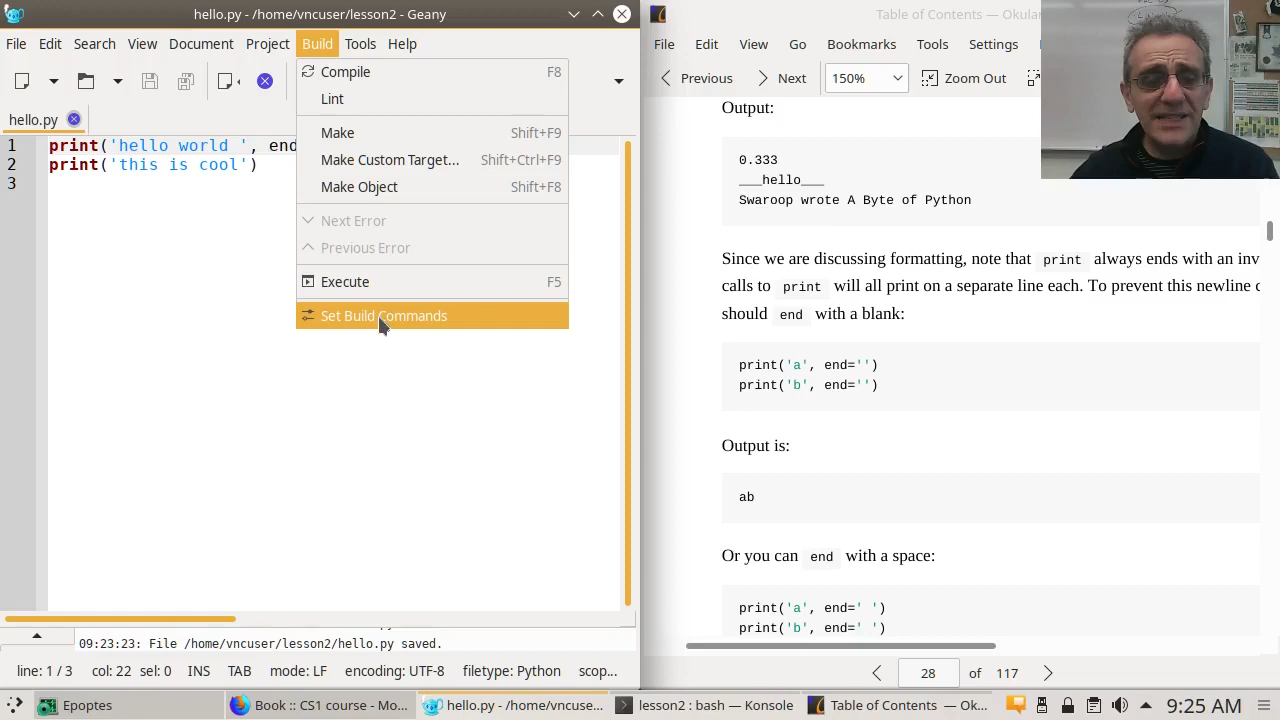 hello.py - /home/vncuser/lesson2 - Geany
File Edit Search View Document Project Build Tools Help
hello.py
1 print('hello world ', end
2 print('this is cool')
3
Compile F8
Lint
Make Shift+F9
Make Custom Target... Shift+Ctrl+F9
Make Object Shift+F8
Next Error
Previous Error
Execute F5
Set Build Commands
09:23:23: File /home/vncuser/lesson2/hello.py saved.
line: 1 / 3 col: 22 sel: 0 INS TAB mode: LF encoding: UTF-8 filetype: Python scop...
Table of Contents — Okular
File Edit View Go Bookmarks Tools Settings
Previous Next 150% Zoom Out
Output:
0.333
___hello___
Swaroop wrote A Byte of Python
Since we are discussing formatting, note that print always ends with an inv
calls to print will all print on a separate line each. To prevent this newline c
should end with a blank:
print('a', end='')
print('b', end='')
Output is:
ab
Or you can end with a space:
print('a', end=' ')
print('b', end=' ')
28 of 117
Epoptes
Book :: CS1 course - Mo...
hello.py - /home/vncuse...
lesson2 : bash — Konsole
Table of Contents — Ok...
9:25 AM